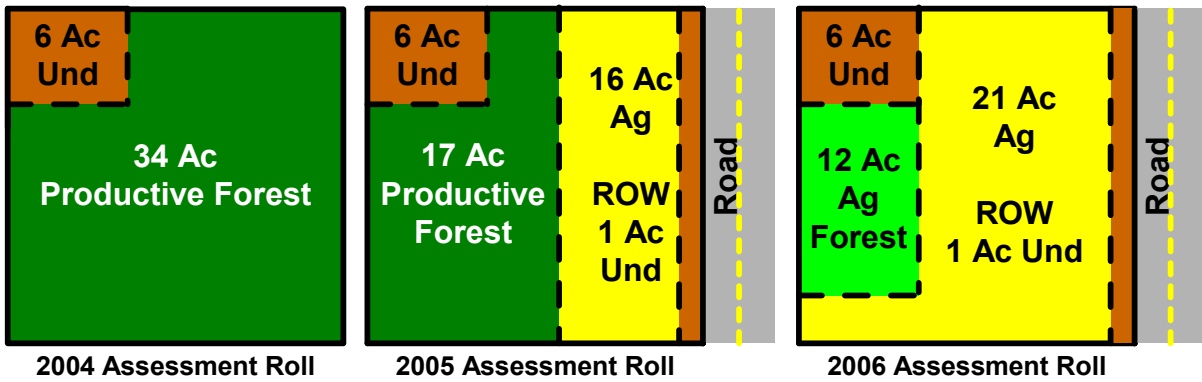 6 Ac
Und
34 Ac
Productive Forest
2004 Assessment Roll
6 Ac
Und
17 Ac
Productive
Forest
16 Ac
Ag
ROW
1 Ac
Und
Road
2005 Assessment Roll
6 Ac
Und
12 Ac
Ag
Forest
21 Ac
Ag
ROW
1 Ac Und
Road
2006 Assessment Roll